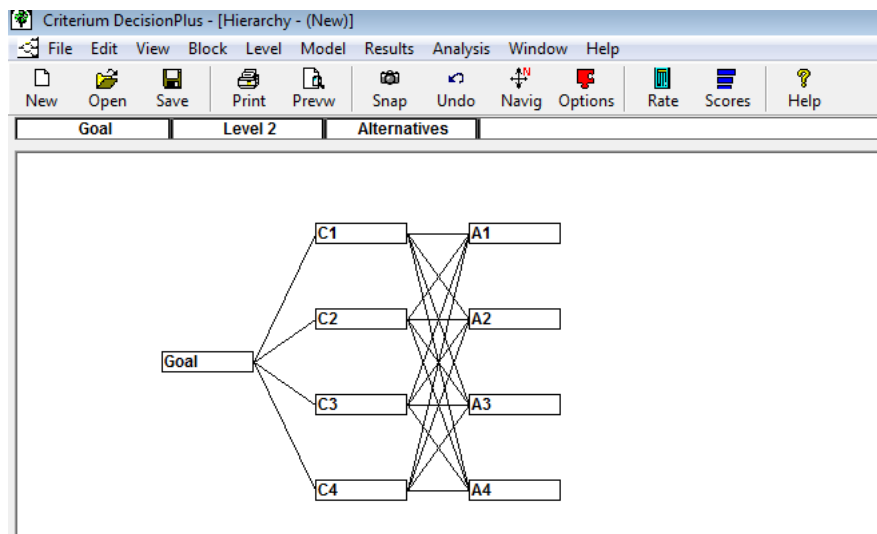 Criterium DecisionPlus - [Hierarchy - (New)]
File Edit View Block Level Model Results Analysis Window Help
New Open Save Print Prevw Snap Undo Navig Options Rate Scores Help
Goal Level 2 Alternatives
C1 A1
C2 A2
Goal
C3 A3
C4 A4